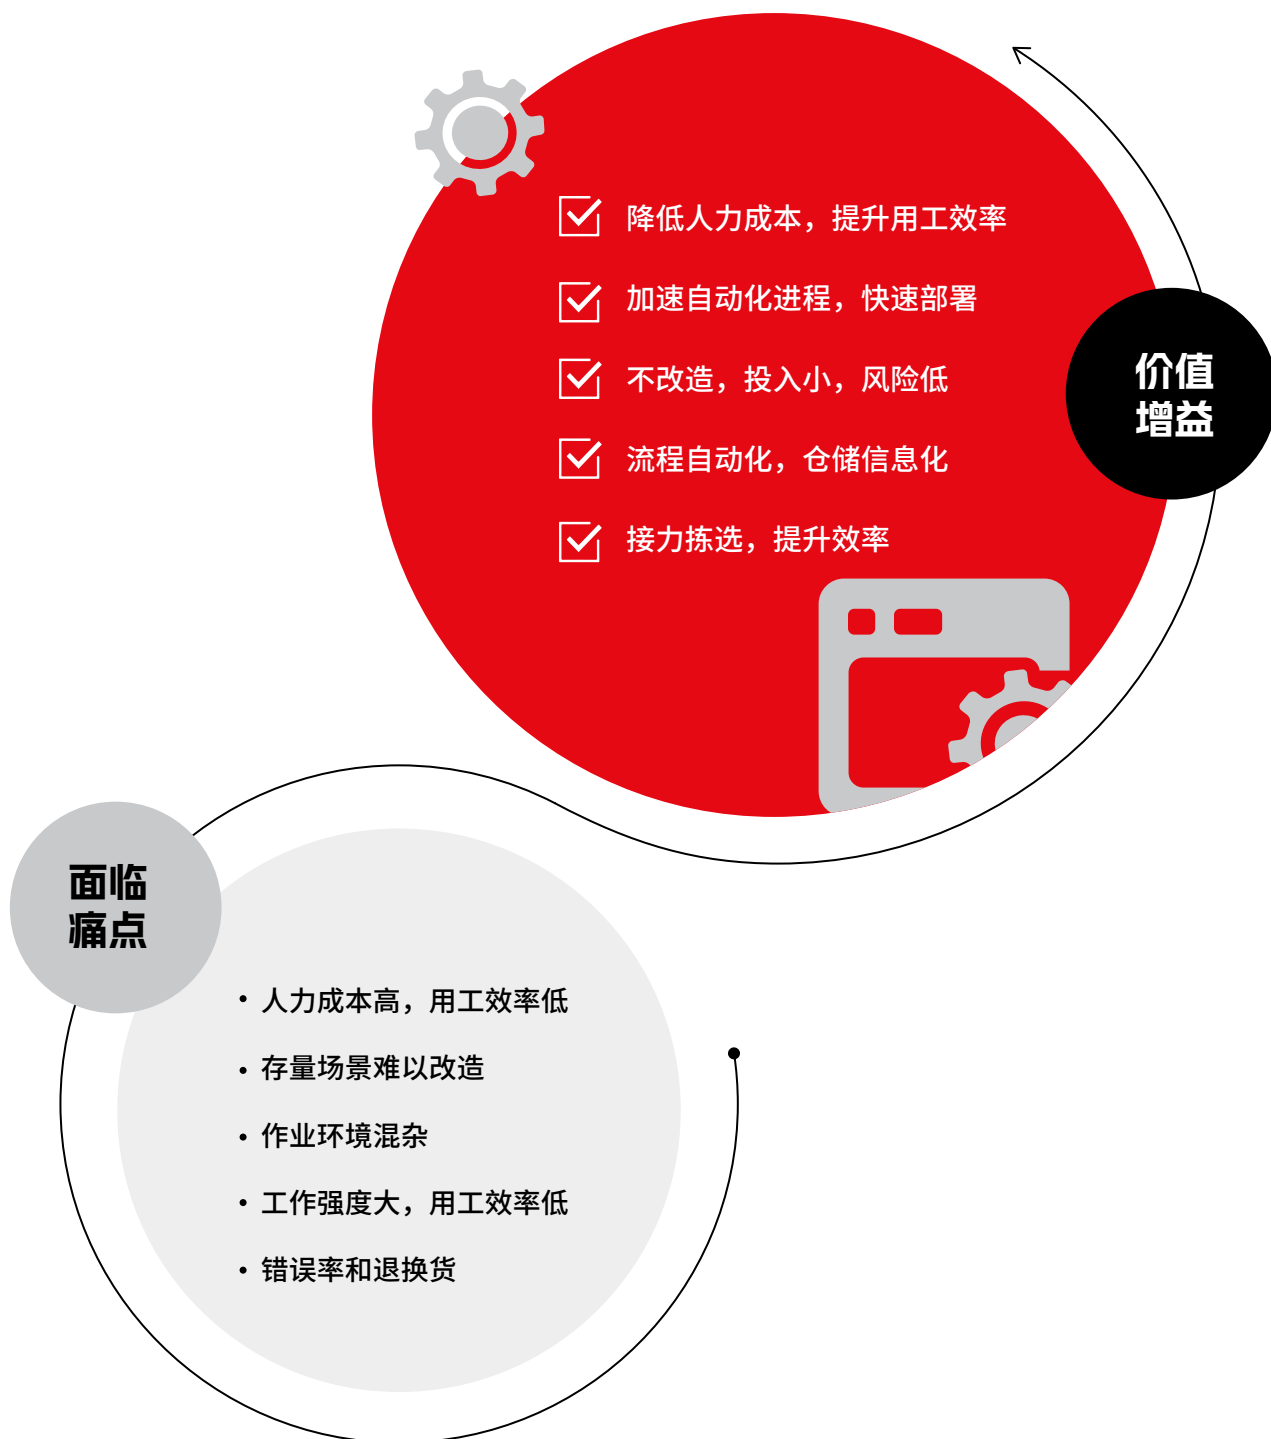 降低人力成本，提升用工效率
加速自动化进程，快速部署
不改造，投入小，风险低
流程自动化，仓储信息化
接力拣选，提升效率
价值
增益
面临
痛点
• 人力成本高，用工效率低
• 存量场景难以改造
• 作业环境混杂
• 工作强度大，用工效率低
• 错误率和退换货